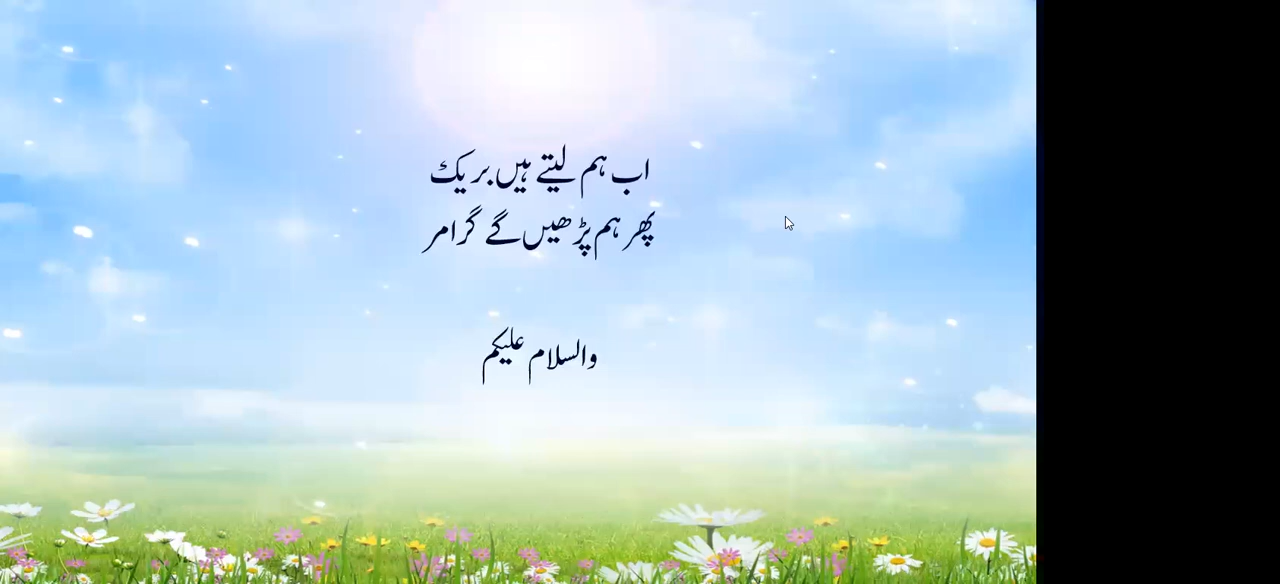 اب ہم لیتے ہیں بریک
پھر ہم پڑھیں گے گرامر
والسلام علیکم